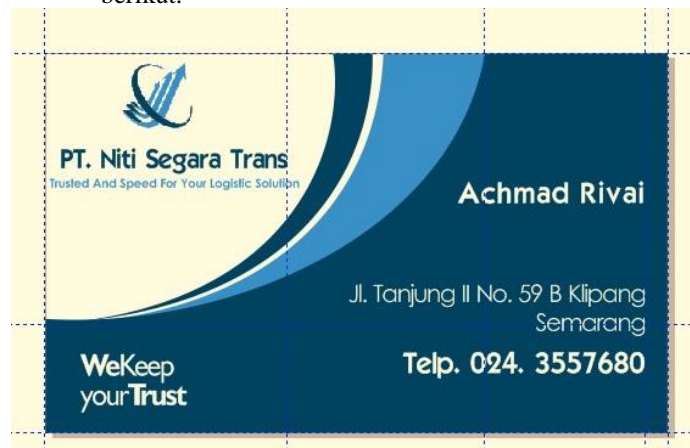 berikut:
PT. Niti Segara Trans
Trusted And Speed For Your Logistic Solution
Achmad Rivai
Jl. Tanjung II No. 59 B Klipang
Semarang
Telp. 024. 3557680
WeKeep
yourTrust